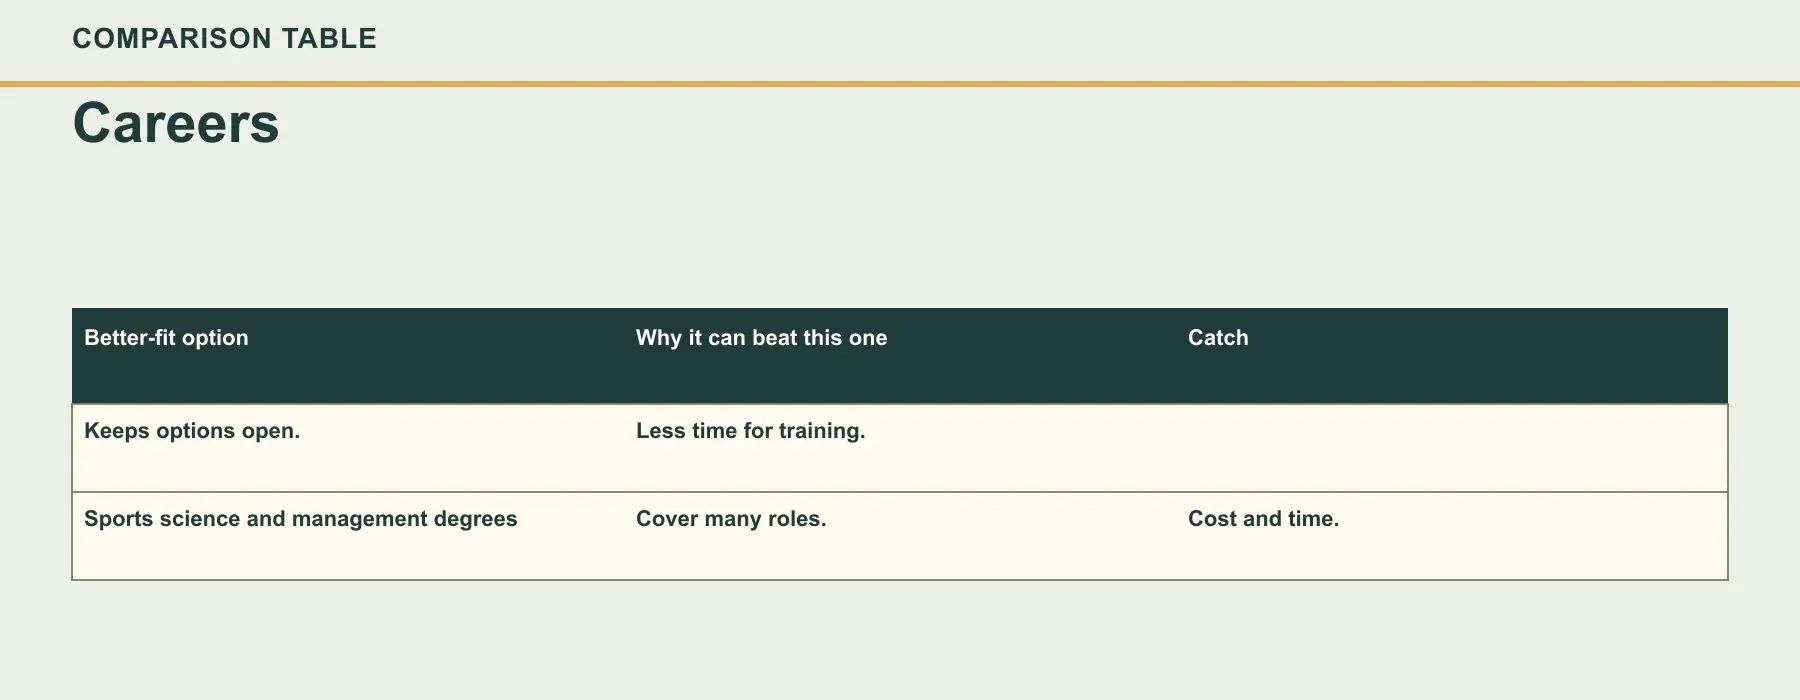 COMPARISON TABLE
Careers
Better-fit option Why it can beat this one Catch
Keeps options open. Less time for training.
Sports science and management degrees Cover many roles. Cost and time.